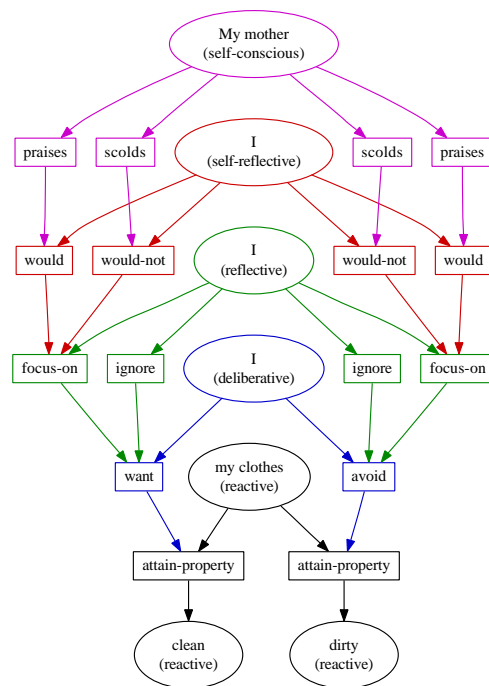 My mother
(self-conscious)
praises
scolds
I
(self-reflective)
scolds
praises
would
would-not
I
(reflective)
would-not
would
focus-on
ignore
I
(deliberative)
ignore
focus-on
want
my clothes
(reactive)
avoid
attain-property
attain-property
clean
(reactive)
dirty
(reactive)